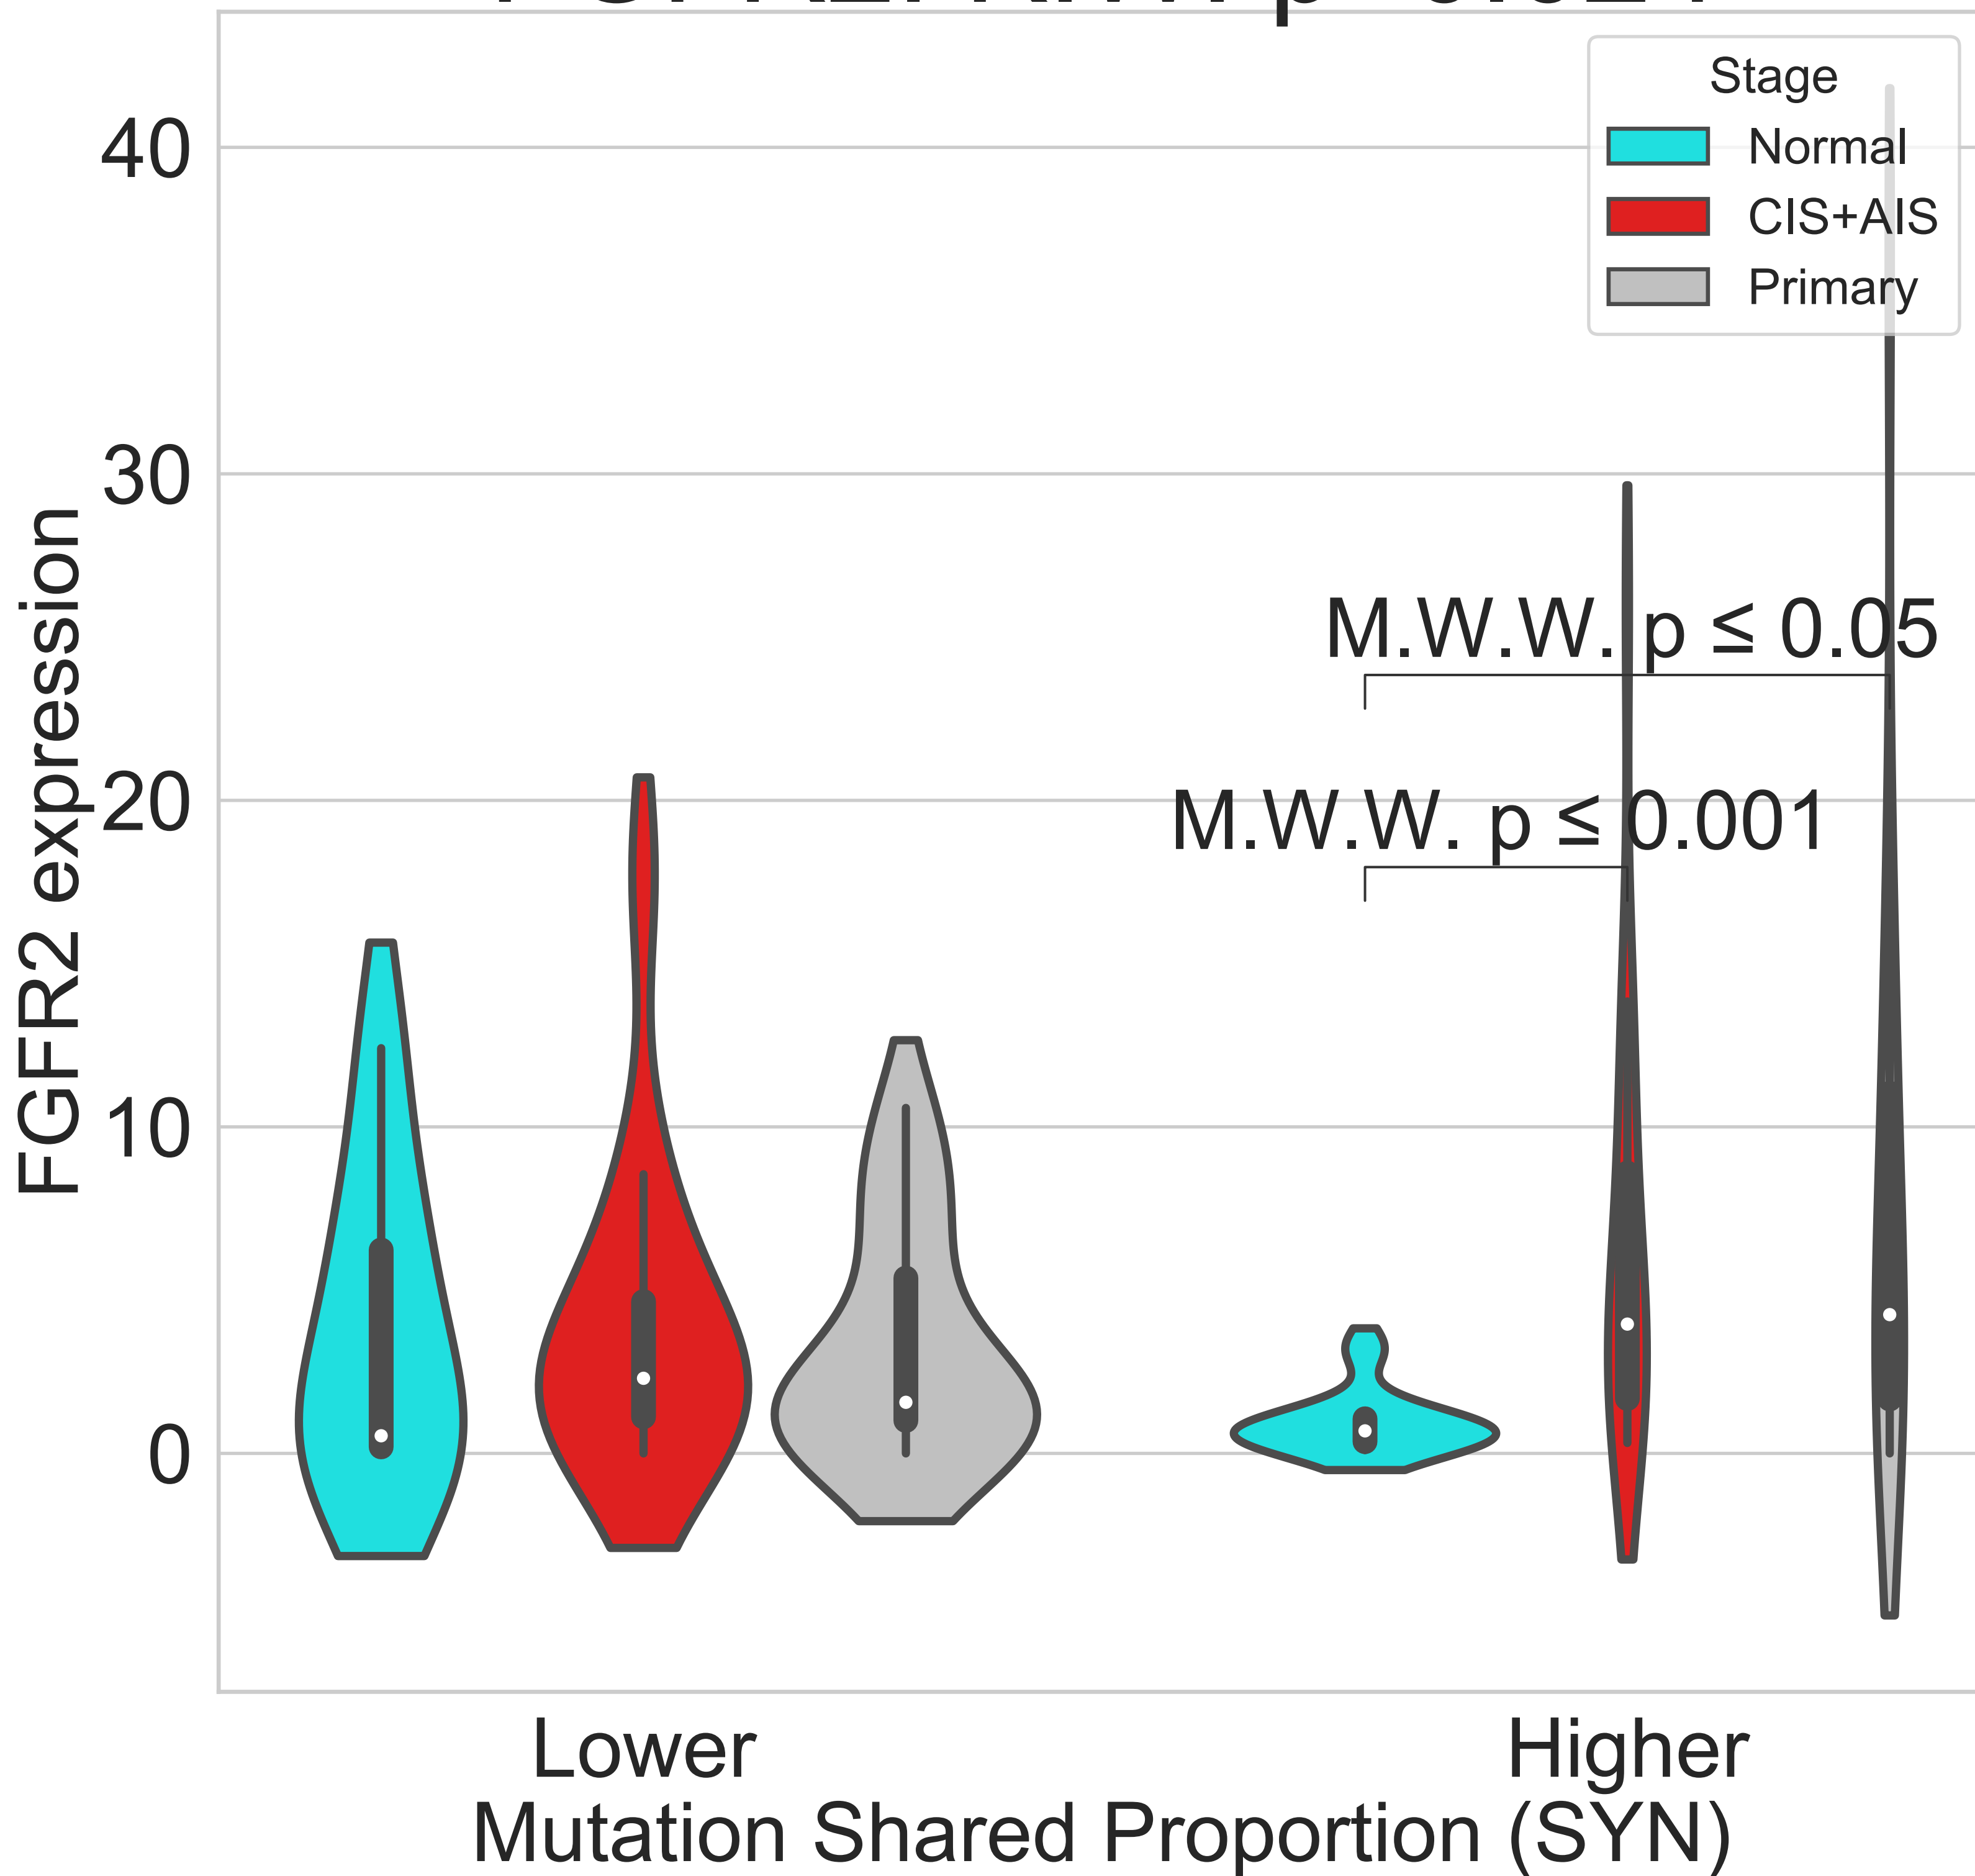 Stage
Normal
CIS+AIS
Primary
40
30
20
10
0
FGFR2 expression
M.W.W. p ≤ 0.05
M.W.W. p ≤ 0.001
Lower
Higher
Mutation Shared Proportion (SYN)